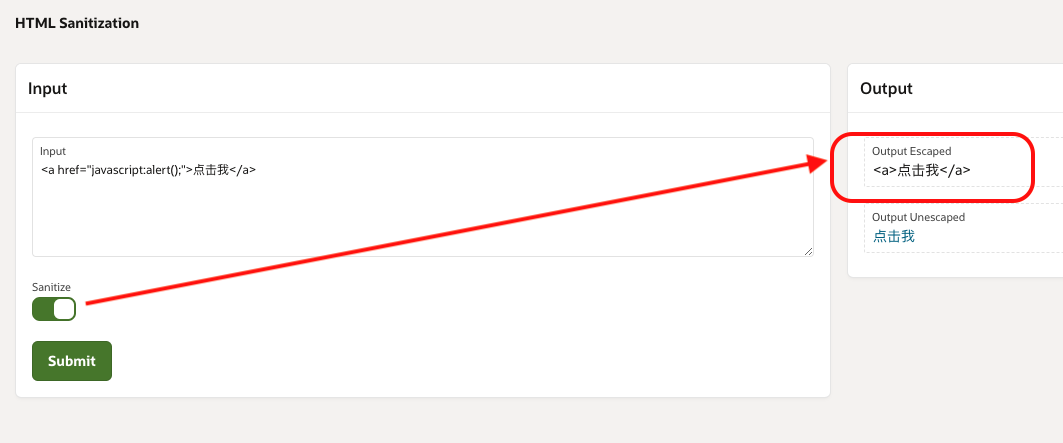 HTML Sanitization
Input
Input
<a href="javascript:alert();">点击我</a>
Sanitize
Submit
Output
Output Escaped
<a>点击我</a>
Output Unescaped
点击我